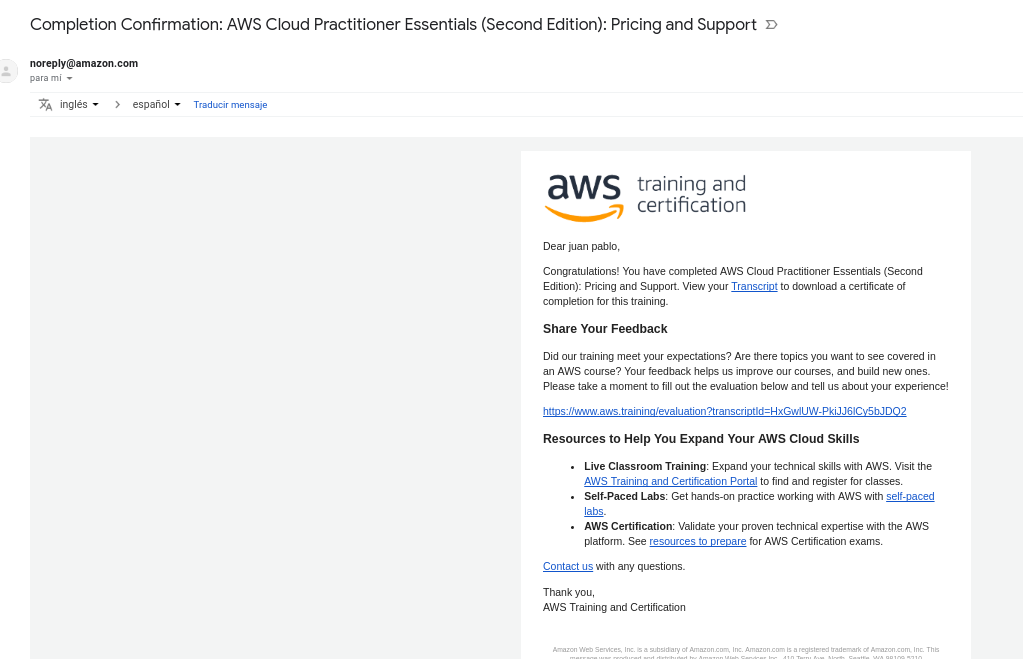 Completion Confirmation: AWS Cloud Practitioner Essentials (Second Edition): Pricing and Support
noreply@amazon.com
para mí
inglés
español
Traducir mensaje
aws training and
certification
Dear juan pablo,
Congratulations! You have completed AWS Cloud Practitioner Essentials (Second
Edition): Pricing and Support. View your Transcript to download a certificate of
completion for this training.
Share Your Feedback
Did our training meet your expectations? Are there topics you want to see covered in
an AWS course? Your feedback helps us improve our courses, and build new ones.
Please take a moment to fill out the evaluation below and tell us about your experience!
https://www.aws.training/evaluation?transcriptId=HxGwlUW-PkiJJ6lCy5bJDQ2
Resources to Help You Expand Your AWS Cloud Skills
• Live Classroom Training: Expand your technical skills with AWS. Visit the
AWS Training and Certification Portal to find and register for classes.
• Self-Paced Labs: Get hands-on practice working with AWS with self-paced
labs.
• AWS Certification: Validate your proven technical expertise with the AWS
platform. See resources to prepare for AWS Certification exams.
Contact us with any questions.
Thank you,
AWS Training and Certification
Amazon Web Services, Inc. is a subsidiary of Amazon.com, Inc. Amazon.com is a registered trademark of Amazon.com, Inc. This
message was produced and distributed by Amazon Web Services Inc., 410 Terry Ave. North, Seattle, WA 98109-5210